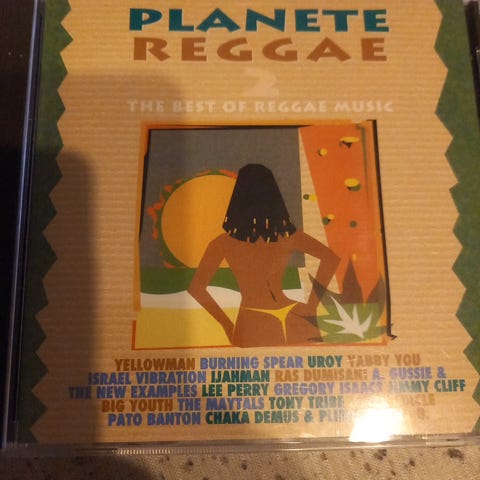 PLANETE
REGGAE
2
THE BEST OF REGGAE MUSIC
YELLOWMAN BURNING SPEAR UROY YABBY YOU
ISRAEL VIBRATION IJAHMAN RAS DUMISANI A. GUSSIE &
THE NEW EXAMPLES LEE PERRY GREGORY ISAACS JIMMY CLIFF
BIG YOUTH THE MAYTALS TONY TRIBE
PATO BANTON CHAKA DEMUS &